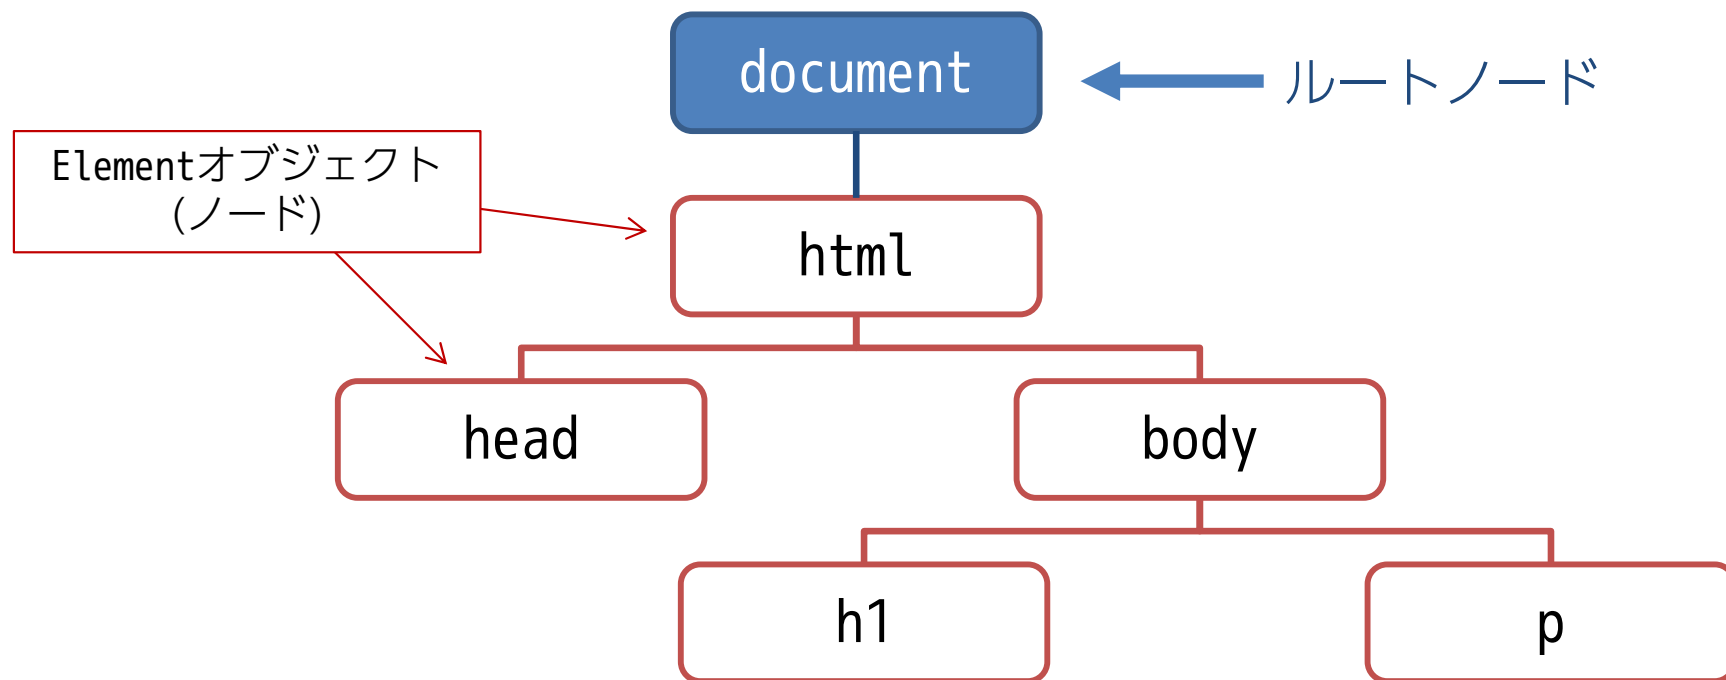 document
ルートノード
Elementオブジェクト
(ノード)
html
head
body
h1
p